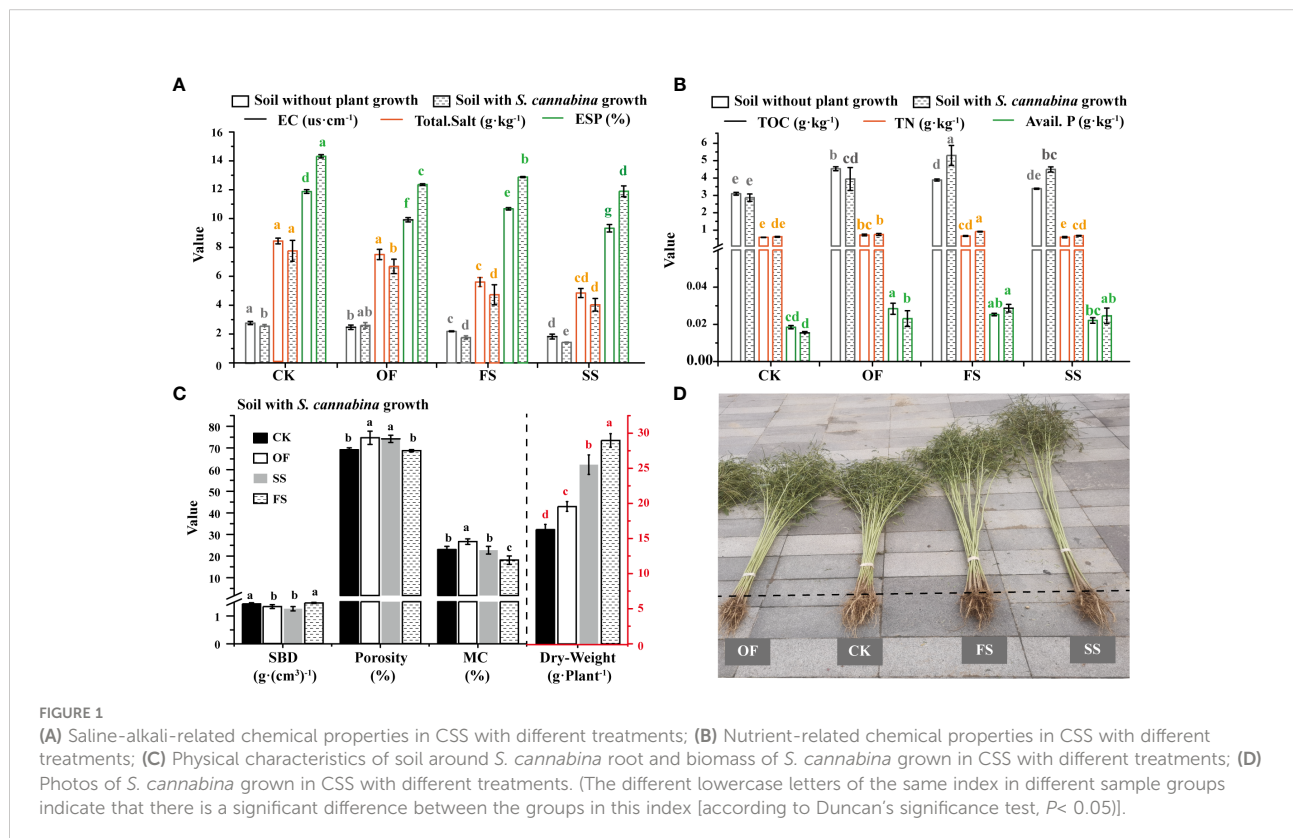 A
Soil without plant growth Soil with S. cannabina growth
EC (us·cm⁻¹) Total.Salt (g·kg⁻¹) ESP (%)
Value
16
14
12
10
8
6
4
2
0
a b a a d a
a ab a b f c
c d c d e b
d e cd d g d
CK OF FS SS
B
Soil without plant growth Soil with S. cannabina growth
TOC (g·kg⁻¹) TN (g·kg⁻¹) Avail. P (g·kg⁻¹)
Value
7
6
5
4
3
2
1
0.04
0.02
0.00
e e e de cd d
b cd bc b a b
d a cd a ab a
de bc e cd bc ab
CK OF FS SS
C
Soil with S. cannabina growth
CK
OF
SS
FS
Value
80
70
60
50
40
30
20
10
1
0
a b b a
b a a b
b a b c
d c b a
30
25
20
15
10
5
0
SBD Porosity MC Dry-Weight
(g·(cm³)⁻¹) (%) (%) (g·Plant⁻¹)
D
OF CK FS SS
FIGURE 1
(A) Saline-alkali-related chemical properties in CSS with different treatments; (B) Nutrient-related chemical properties in CSS with different
treatments; (C) Physical characteristics of soil around S. cannabina root and biomass of S. cannabina grown in CSS with different treatments; (D)
Photos of S. cannabina grown in CSS with different treatments. (The different lowercase letters of the same index in different sample groups
indicate that there is a significant difference between the groups in this index [according to Duncan's significance test, P< 0.05)].